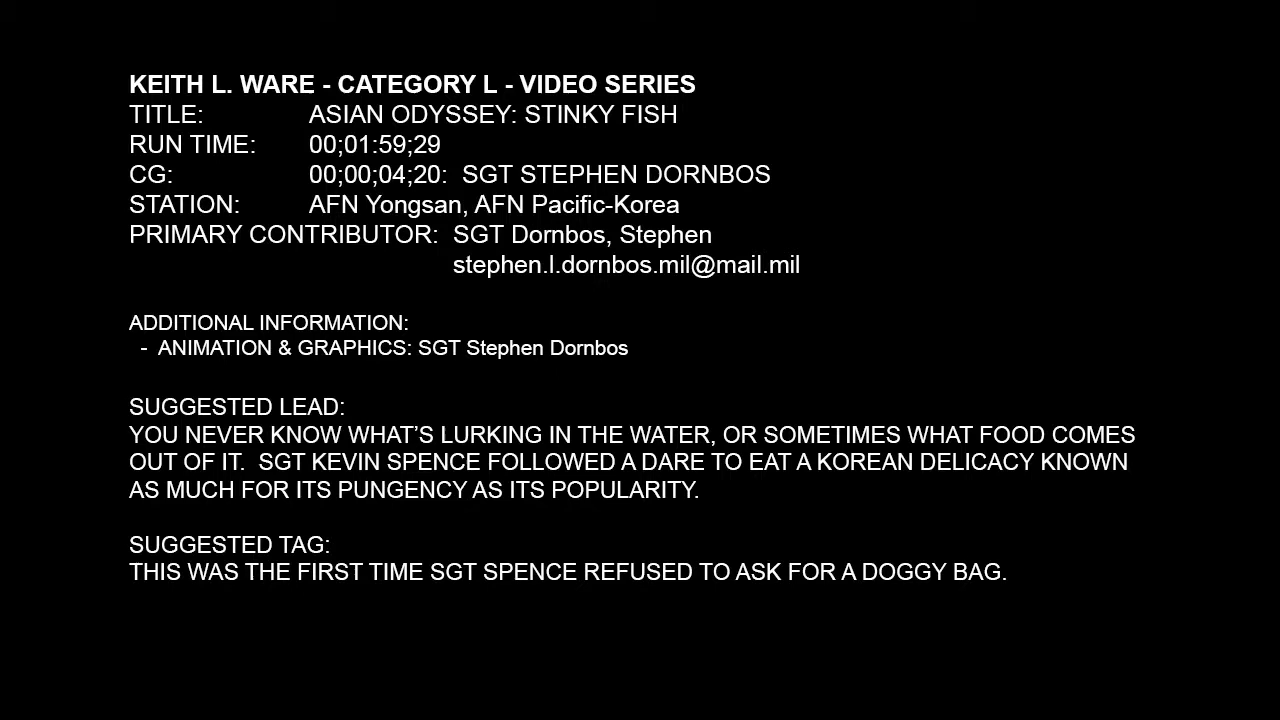 KEITH L. WARE - CATEGORY L - VIDEO SERIES
TITLE: ASIAN ODYSSEY: STINKY FISH
RUN TIME: 00;01:59;29
CG: 00;00;04;20: SGT STEPHEN DORNBOS
STATION: AFN Yongsan, AFN Pacific-Korea
PRIMARY CONTRIBUTOR: SGT Dornbos, Stephen
stephen.l.dornbos.mil@mail.mil
ADDITIONAL INFORMATION:
- ANIMATION & GRAPHICS: SGT Stephen Dornbos
SUGGESTED LEAD:
YOU NEVER KNOW WHAT’S LURKING IN THE WATER, OR SOMETIMES WHAT FOOD COMES
OUT OF IT. SGT KEVIN SPENCE FOLLOWED A DARE TO EAT A KOREAN DELICACY KNOWN
AS MUCH FOR ITS PUNGENCY AS ITS POPULARITY.
SUGGESTED TAG:
THIS WAS THE FIRST TIME SGT SPENCE REFUSED TO ASK FOR A DOGGY BAG.